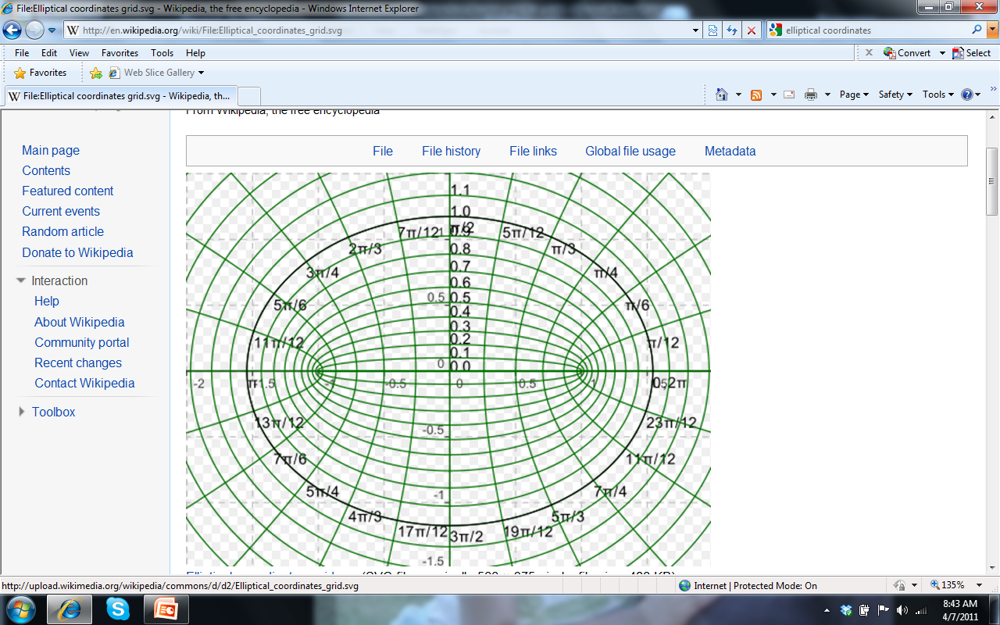 File:Elliptical coordinates grid.svg - Wikipedia, the free encyclopedia - Windows Internet Explorer
http://en.wikipedia.org/wiki/File:Elliptical_coordinates_grid.svg
elliptical coordinates
File Edit View Favorites Tools Help
Convert Select
Favorites
Web Slice Gallery
File:Elliptical coordinates grid.svg - Wikipedia, th...
Page Safety Tools
From Wikipedia, the free encyclopedia
Main page
Contents
Featured content
Current events
Random article
Donate to Wikipedia
Interaction
Help
About Wikipedia
Community portal
Recent changes
Contact Wikipedia
Toolbox
File File history File links Global file usage Metadata
1.1
1.0
7π/12 1 0.9 π/2 5π/12
2π/3 0.8 π/3
3π/4 0.7 π/4
0.6
5π/6 0.5 0.5 π/6
0.4
0.3
11π/12 0.2 π/12
0.1
0 0.0
-2 π -1.5 -1 -0.5 0 0.5 1 0,2π
13π/12 -0.5 23π/12
7π/6 11π/12
5π/4 -1 7π/4
4π/3 5π/3
17π/12 3π/2 19π/12
-1.5
http://upload.wikimedia.org/wikipedia/commons/d/d2/Elliptical_coordinates_grid.svg
Internet | Protected Mode: On
135%
8:43 AM
4/7/2011